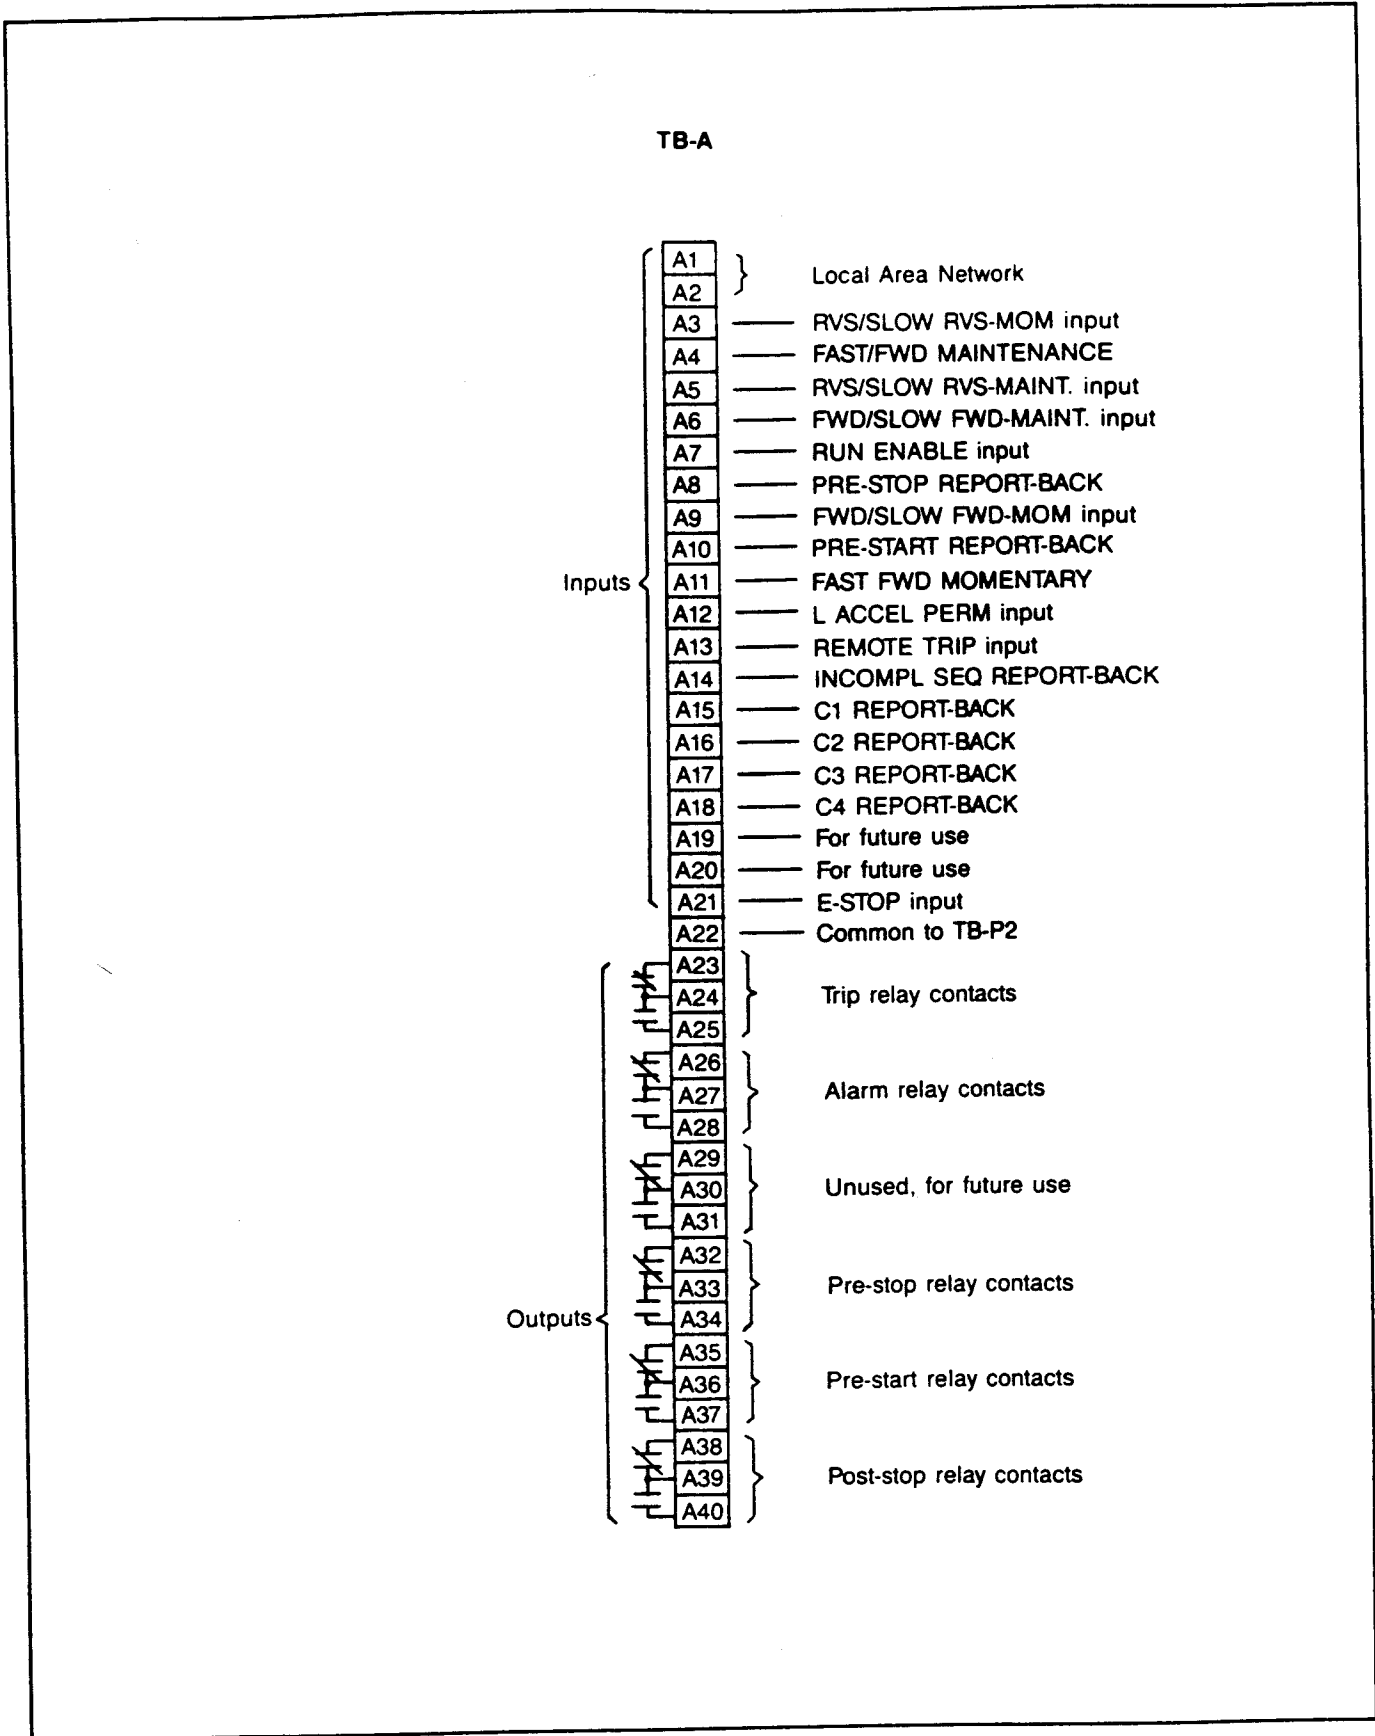 TB-A
A1
A2
Local Area Network
A3 RVS/SLOW RVS-MOM input
A4 FAST/FWD MAINTENANCE
A5 RVS/SLOW RVS-MAINT. input
A6 FWD/SLOW FWD-MAINT. input
A7 RUN ENABLE input
A8 PRE-STOP REPORT-BACK
A9 FWD/SLOW FWD-MOM input
A10 PRE-START REPORT-BACK
Inputs
A11 FAST FWD MOMENTARY
A12 L ACCEL PERM input
A13 REMOTE TRIP input
A14 INCOMPL SEQ REPORT-BACK
A15 C1 REPORT-BACK
A16 C2 REPORT-BACK
A17 C3 REPORT-BACK
A18 C4 REPORT-BACK
A19 For future use
A20 For future use
A21 E-STOP input
A22 Common to TB-P2
A23
A24 Trip relay contacts
A25
A26
A27 Alarm relay contacts
A28
A29
A30 Unused, for future use
A31
A32
A33 Pre-stop relay contacts
Outputs
A34
A35
A36 Pre-start relay contacts
A37
A38
A39 Post-stop relay contacts
A40